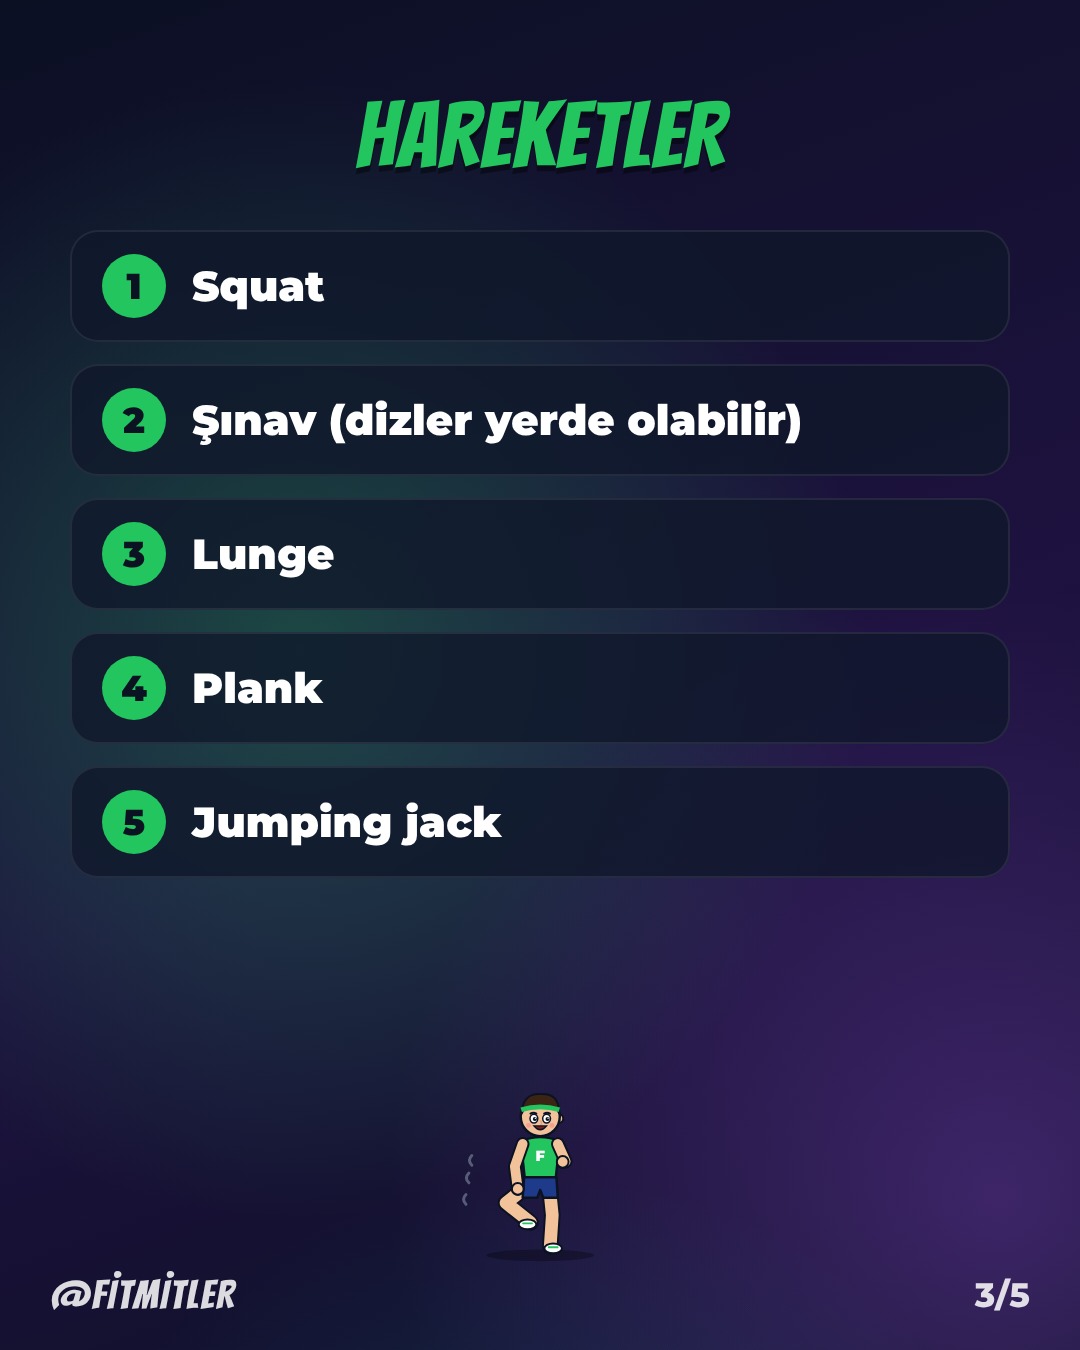 HAREKETLER
1 Squat
2 Şınav (dizler yerde olabilir)
3 Lunge
4 Plank
5 Jumping jack
F
@FİTMİTLER
3/5